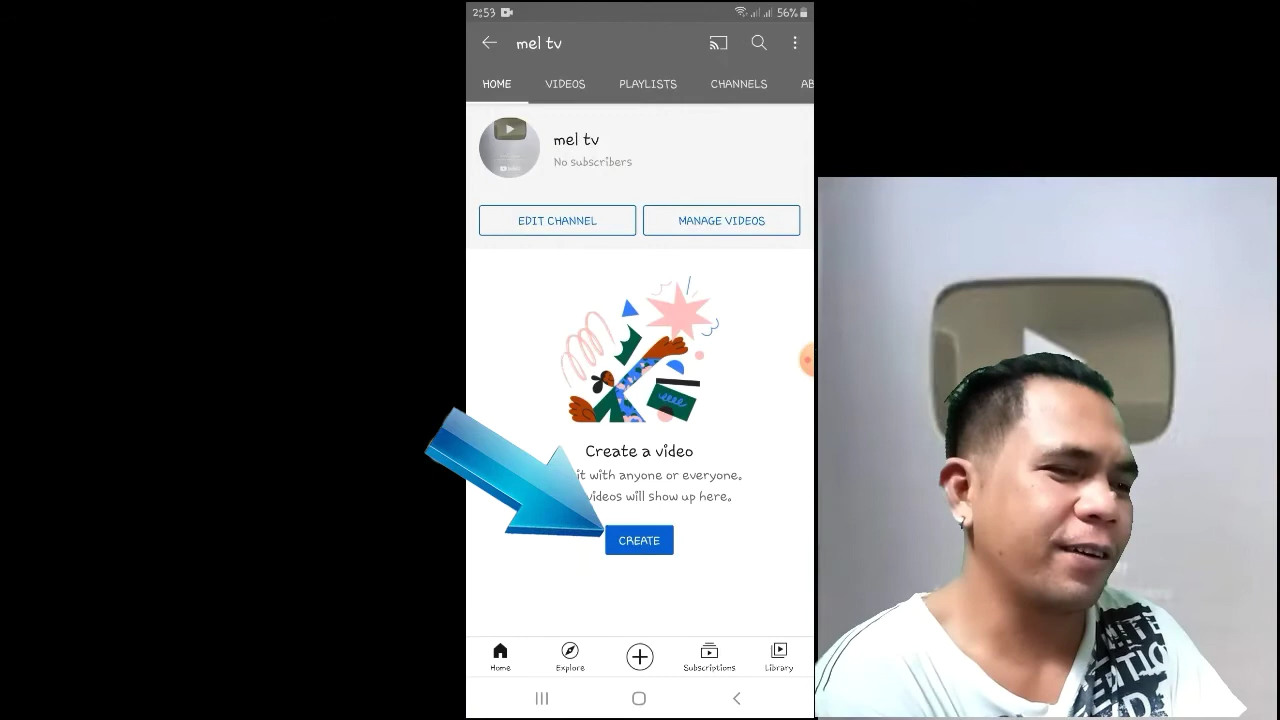 2:53
56%
mel tv
HOME VIDEOS PLAYLISTS CHANNELS AB
mel tv
No subscribers
EDIT CHANNEL MANAGE VIDEOS
Create a video
it with anyone or everyone.
videos will show up here.
CREATE
Home Explore Subscriptions Library